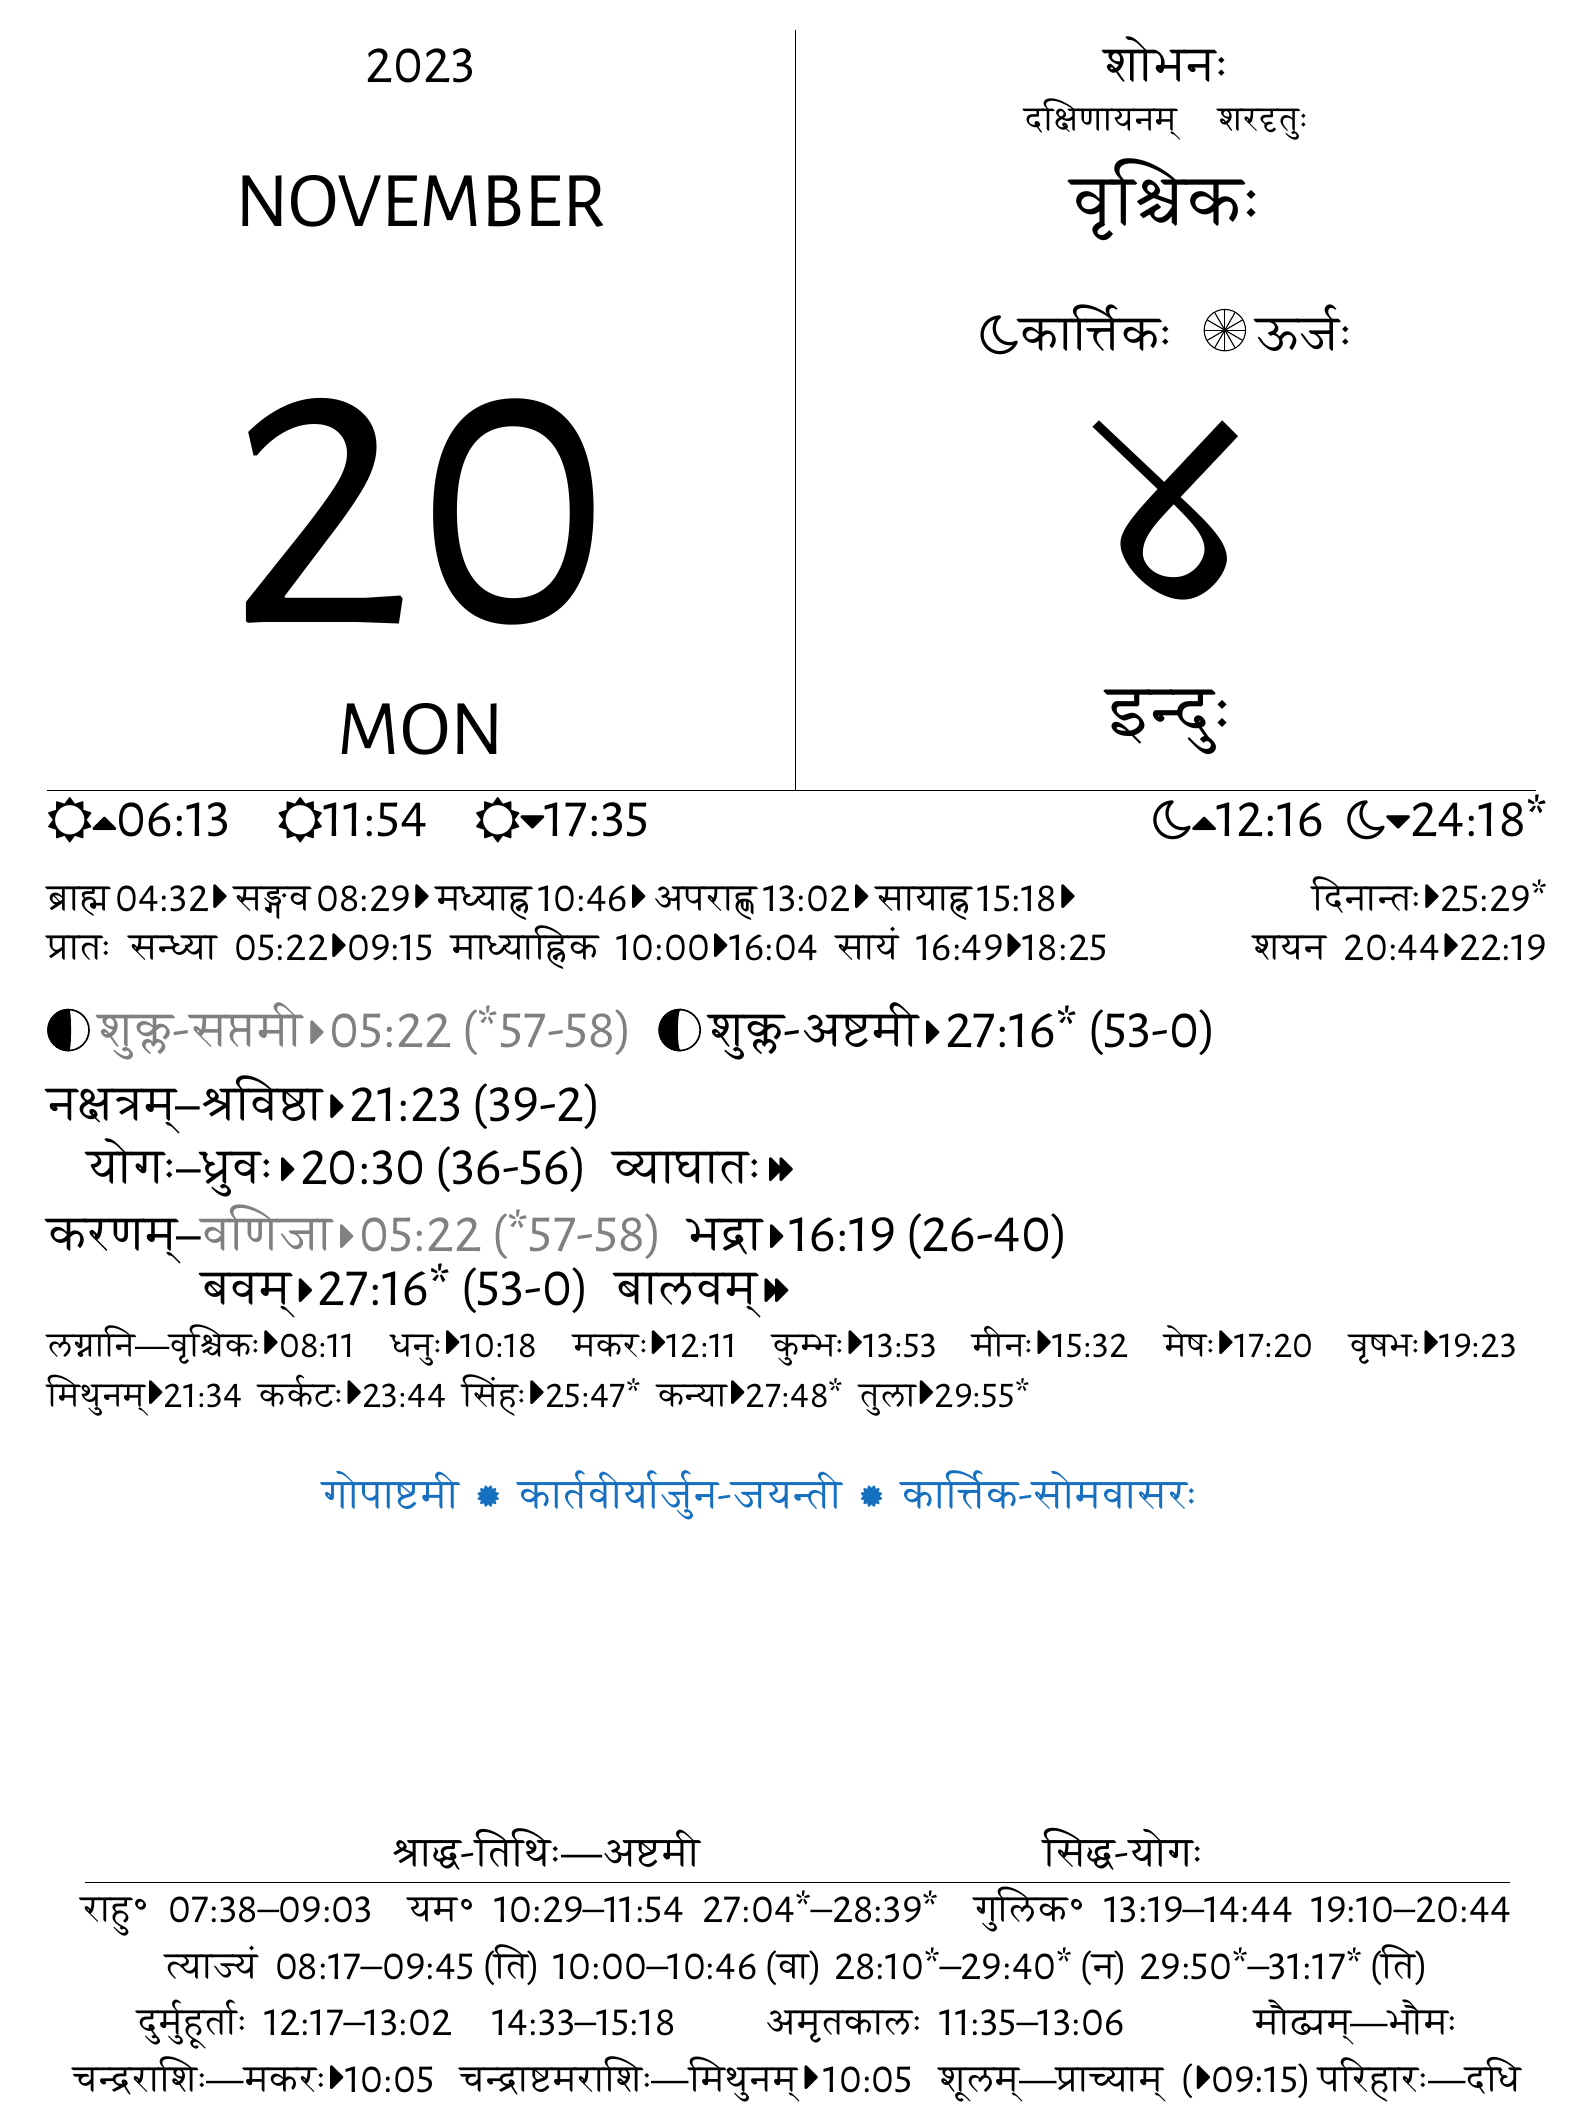 2023
NOVEMBER
20
MON
शोभनः
दक्षिणायनम् शरदृतुः
वृश्चिकः
कार्त्तिकः ऊर्जः
४
इन्दुः
06:13 11:54 17:35 12:16 24:18*
ब्राह्म 04:32 सङ्गव 08:29 मध्याह्न 10:46 अपराह्ण 13:02 सायाह्न 15:18 दिनान्तः 25:29*
प्रातः सन्ध्या 05:22 09:15 माध्याह्निक 10:00 16:04 सायं 16:49 18:25 शयन 20:44 22:19
शुक्ल-सप्तमी 05:22 (*57-58) शुक्ल-अष्टमी 27:16* (53-0)
नक्षत्रम्–श्रविष्ठा 21:23 (39-2)
योगः–ध्रुवः 20:30 (36-56) व्याघातः
करणम्–वणिजा 05:22 (*57-58) भद्रा 16:19 (26-40)
बवम् 27:16* (53-0) बालवम्
लग्नानि—वृश्चिकः 08:11 धनुः 10:18 मकरः 12:11 कुम्भः 13:53 मीनः 15:32 मेषः 17:20 वृषभः 19:23
मिथुनम् 21:34 कर्कटः 23:44 सिंहः 25:47* कन्या 27:48* तुला 29:55*
गोपाष्टमी ✹ कार्तवीर्यार्जुन-जयन्ती ✹ कार्त्तिक-सोमवासरः
श्राद्ध-तिथिः—अष्टमी सिद्ध-योगः
राहु॰ 07:38–09:03 यम॰ 10:29–11:54 27:04*–28:39* गुलिक॰ 13:19–14:44 19:10–20:44
त्याज्यं 08:17–09:45 (ति) 10:00–10:46 (वा) 28:10*–29:40* (न) 29:50*–31:17* (ति)
दुर्मुहूर्ताः 12:17–13:02 14:33–15:18 अमृतकालः 11:35–13:06 मौढ्यम्—भौमः
चन्द्रराशिः—मकरः 10:05 चन्द्राष्टमराशिः—मिथुनम् 10:05 शूलम्—प्राच्याम् (09:15) परिहारः—दधि